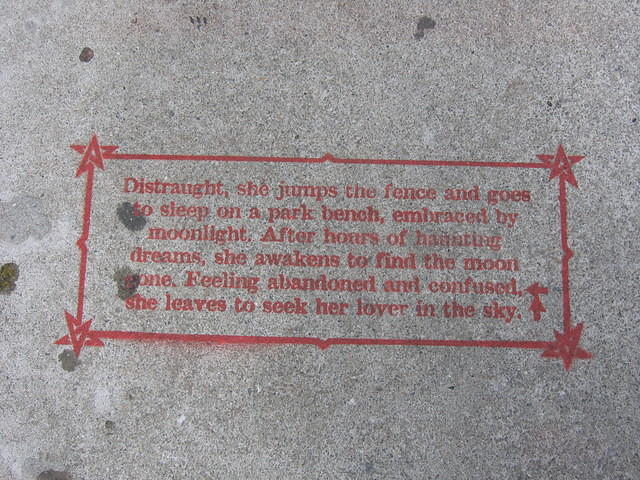 Distraught, she jumps the fence and goes
to sleep on a park bench, embraced by
moonlight. After hours of haunting
dreams, she awakens to find the moon
gone. Feeling abandoned and confused,
she leaves to seek her lover in the sky.